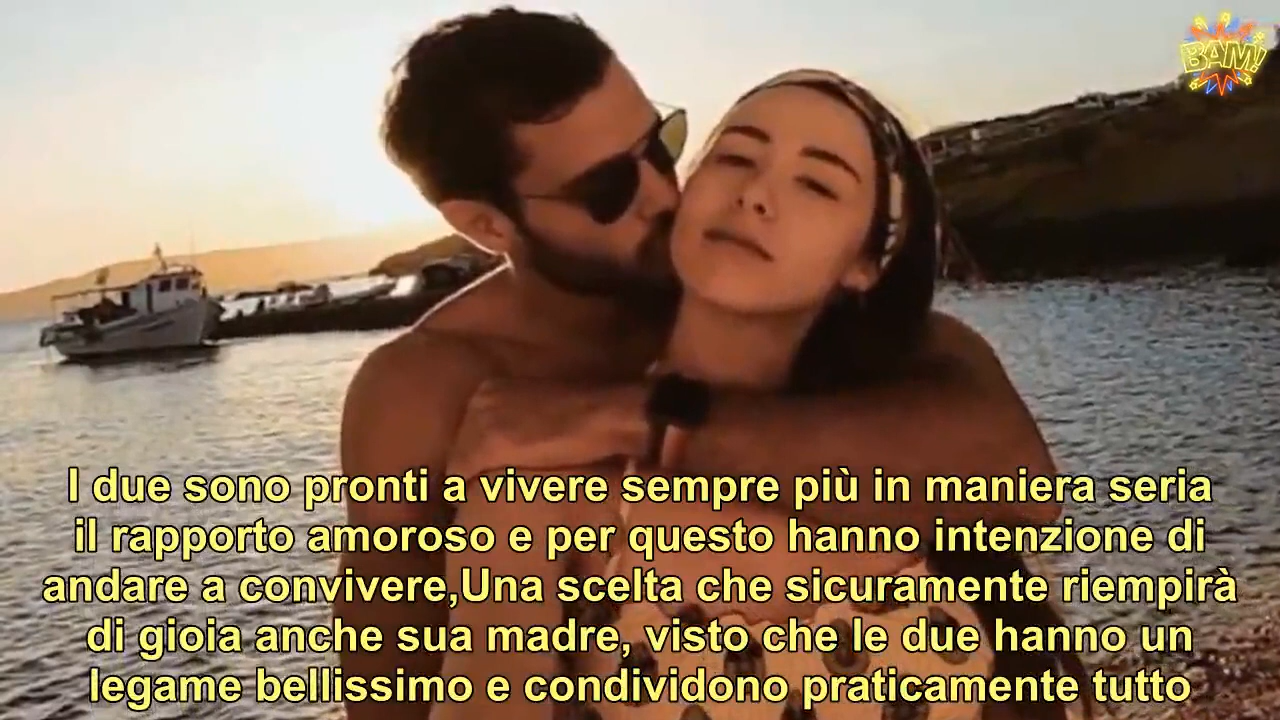 BAM!
I due sono pronti a vivere sempre più in maniera seria
il rapporto amoroso e per questo hanno intenzione di
andare a convivere,Una scelta che sicuramente riempirà
di gioia anche sua madre, visto che le due hanno un
legame bellissimo e condividono praticamente tutto